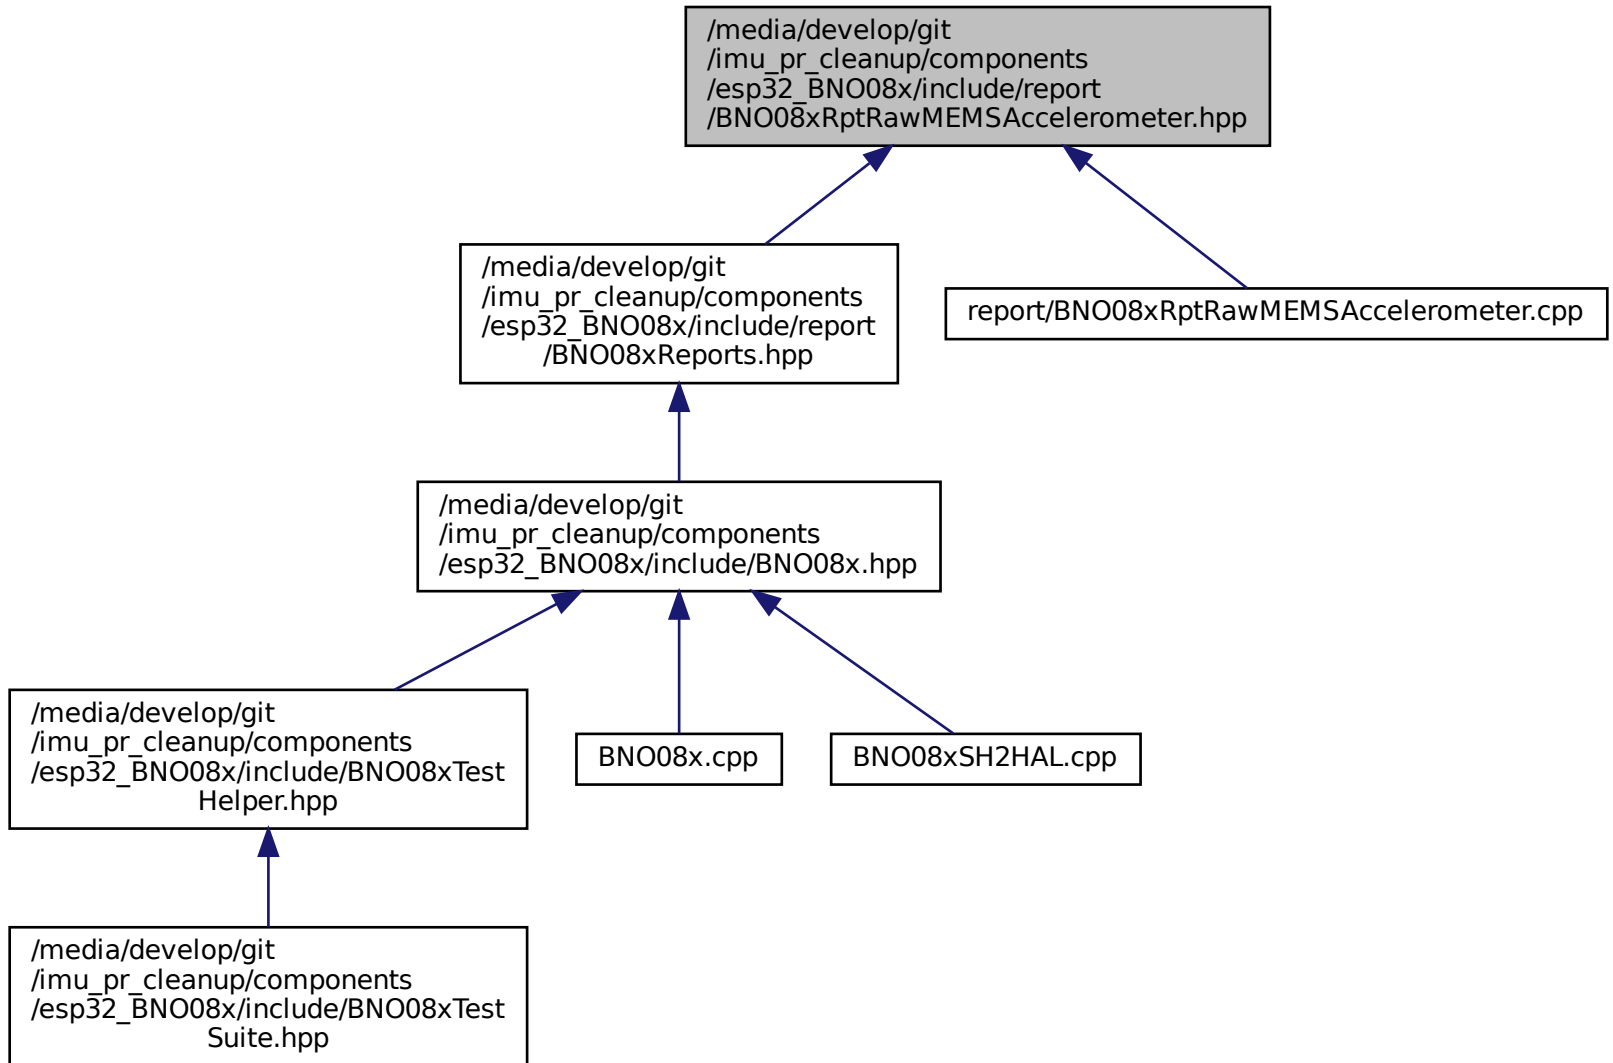 /media/develop/git
/imu_pr_cleanup/components
/esp32_BNO08x/include/report
/BNO08xRptRawMEMSAccelerometer.hpp
/media/develop/git
/imu_pr_cleanup/components
/esp32_BNO08x/include/report
/BNO08xReports.hpp
report/BNO08xRptRawMEMSAccelerometer.cpp
/media/develop/git
/imu_pr_cleanup/components
/esp32_BNO08x/include/BNO08x.hpp
/media/develop/git
/imu_pr_cleanup/components
/esp32_BNO08x/include/BNO08xTest
Helper.hpp
BNO08x.cpp
BNO08xSH2HAL.cpp
/media/develop/git
/imu_pr_cleanup/components
/esp32_BNO08x/include/BNO08xTest
Suite.hpp